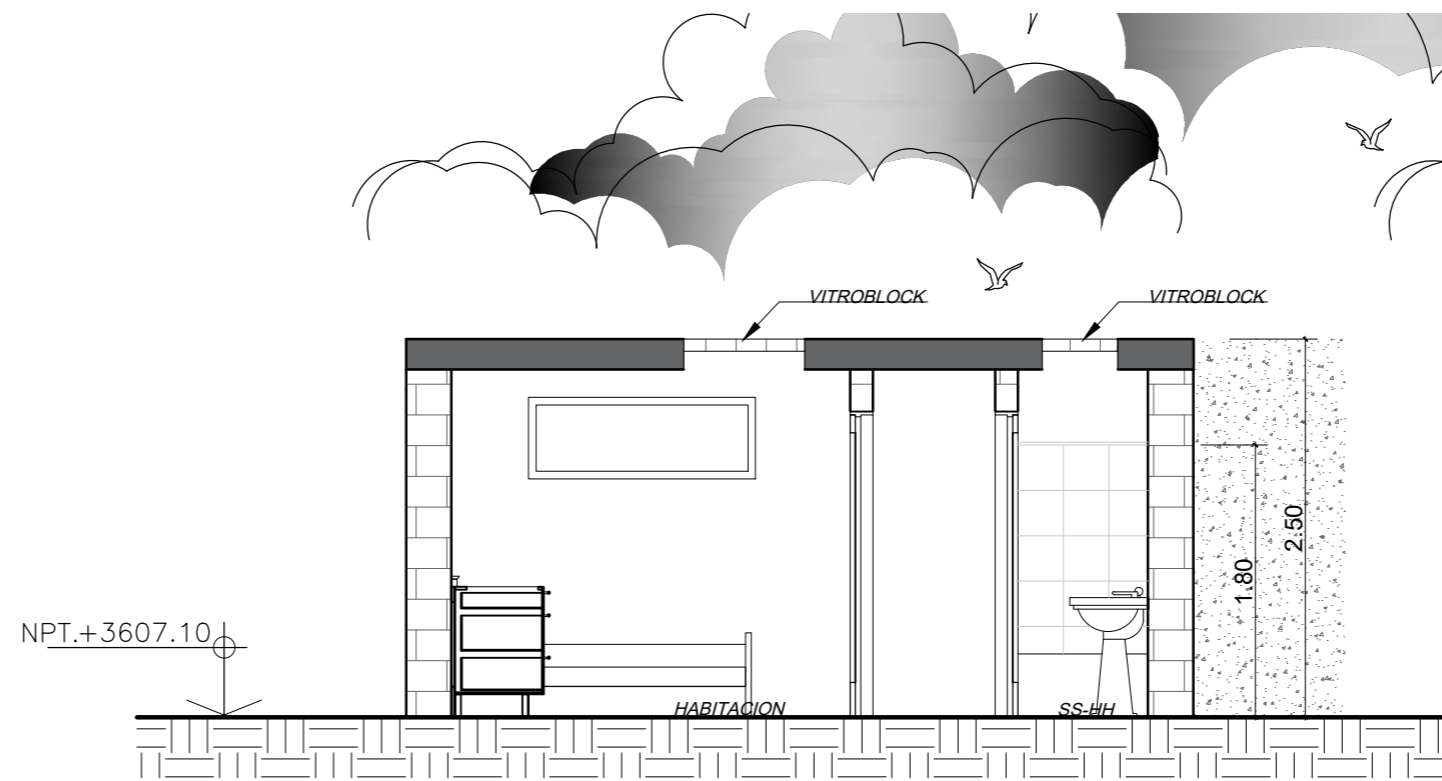 VITROBLOCK
VITROBLOCK
2.50
1.80
NPT.+3607.10
HABITACION
SS-HH